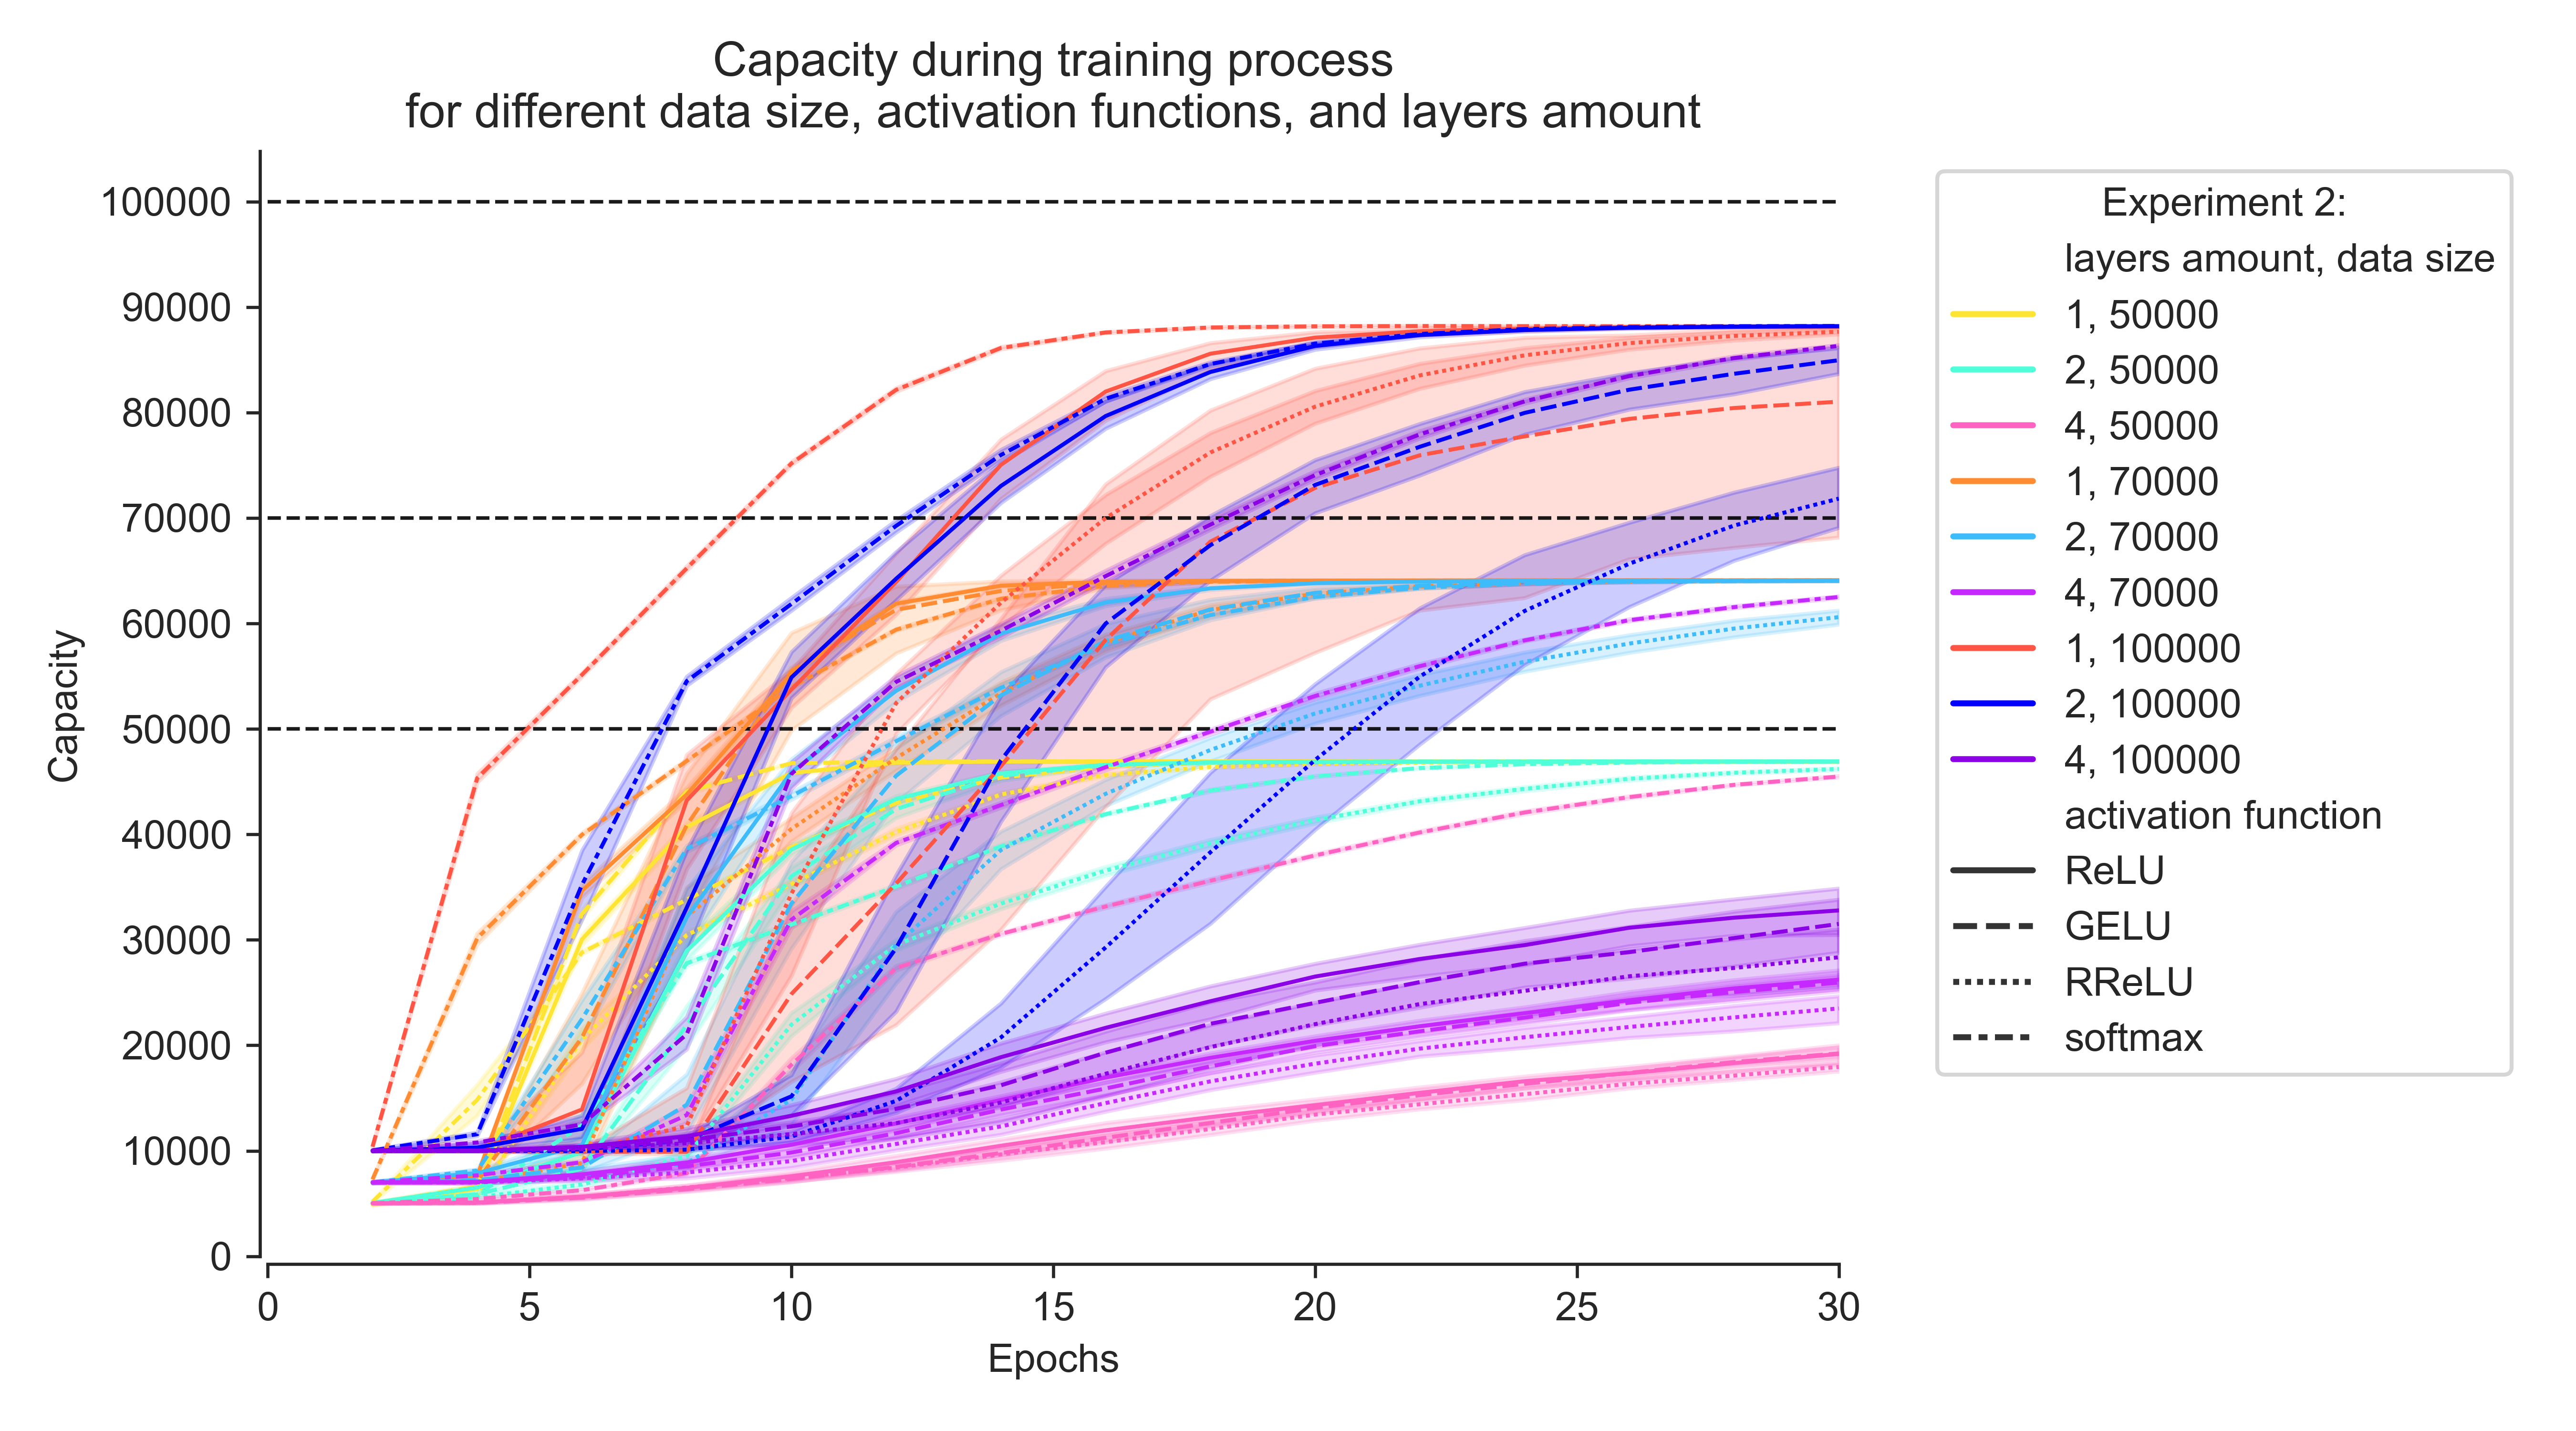 Capacity during training process
for different data size, activation functions, and layers amount
Capacity
100000
90000
80000
70000
60000
50000
40000
30000
20000
10000
0
0 5 10 15 20 25 30
Epochs
Experiment 2:
layers amount, data size
1, 50000
2, 50000
4, 50000
1, 70000
2, 70000
4, 70000
1, 100000
2, 100000
4, 100000
activation function
ReLU
GELU
RReLU
softmax